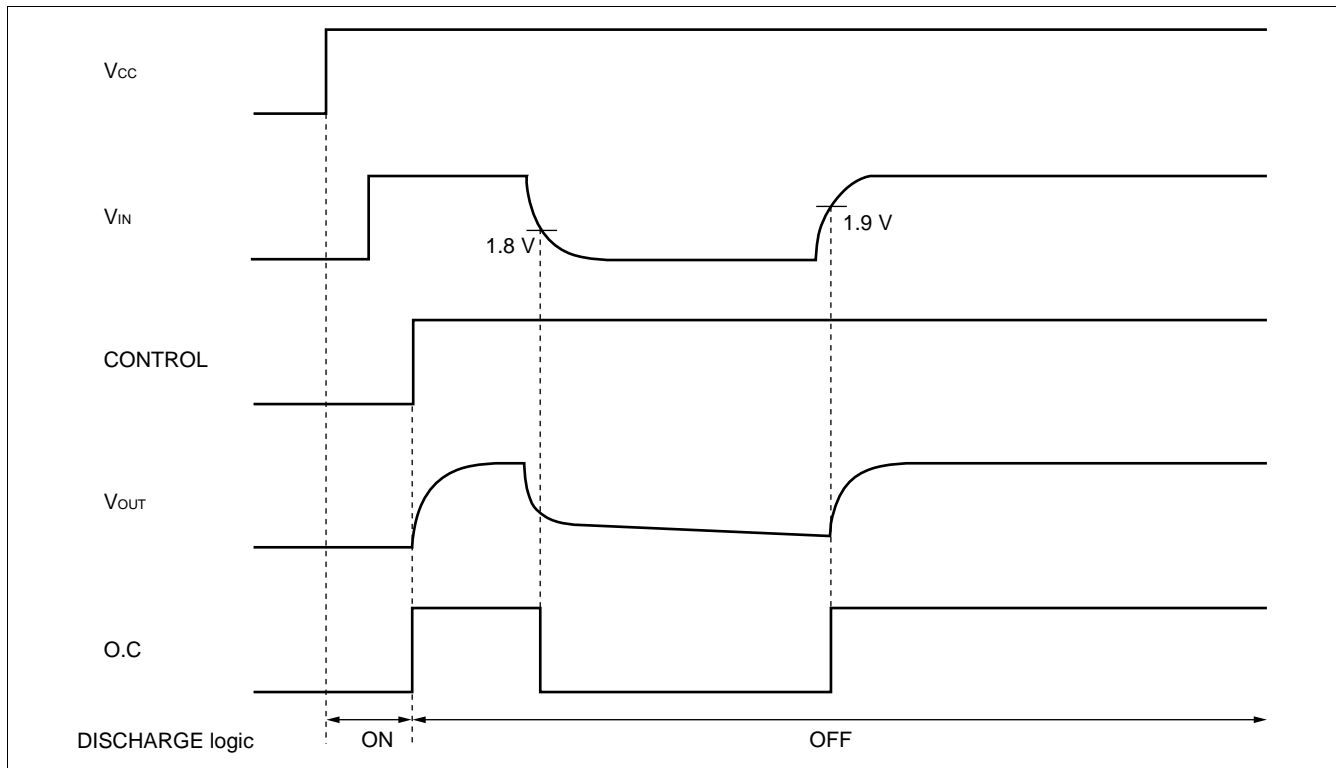 VCC
VIN
1.8 V
1.9 V
CONTROL
VOUT
O.C
DISCHARGE logic
ON
OFF